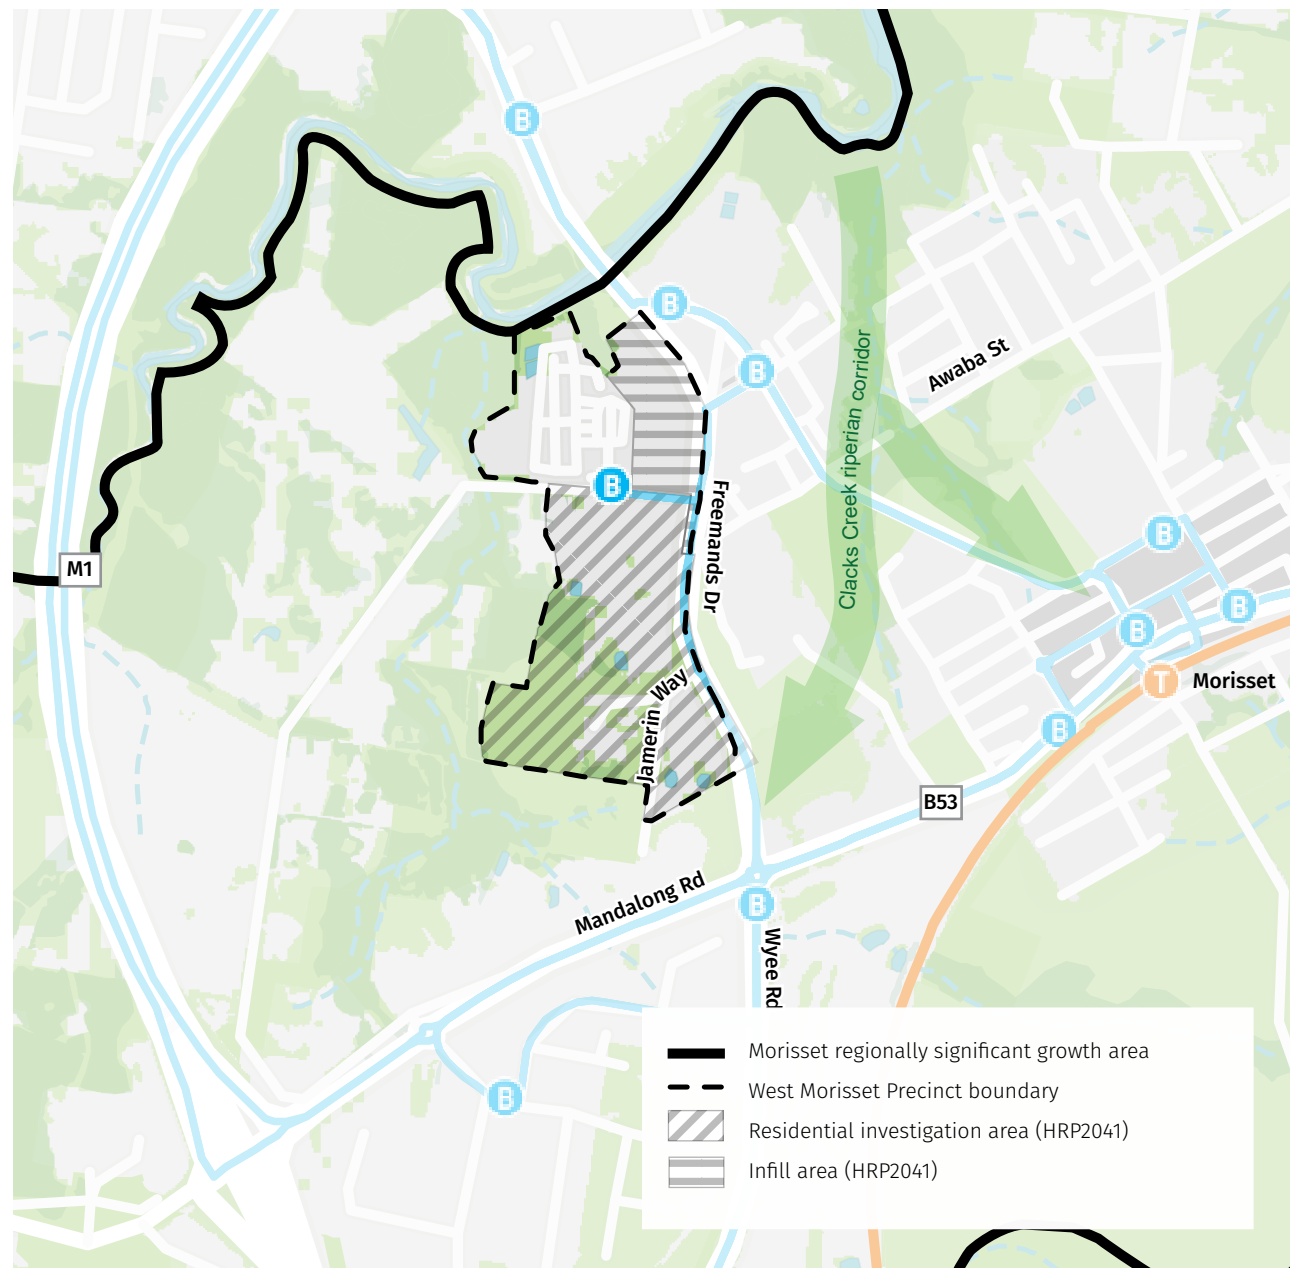 B
B
B
Awaba St
Clacks Creek riperian corridor
B
Freemands Dr
B
M1
B
B
T
Morisset
Jamerin Way
B
B53
Mandalong Rd
B
Wyee Rd
B
Morisset regionally significant growth area
West Morisset Precinct boundary
Residential investigation area (HRP2041)
Infill area (HRP2041)